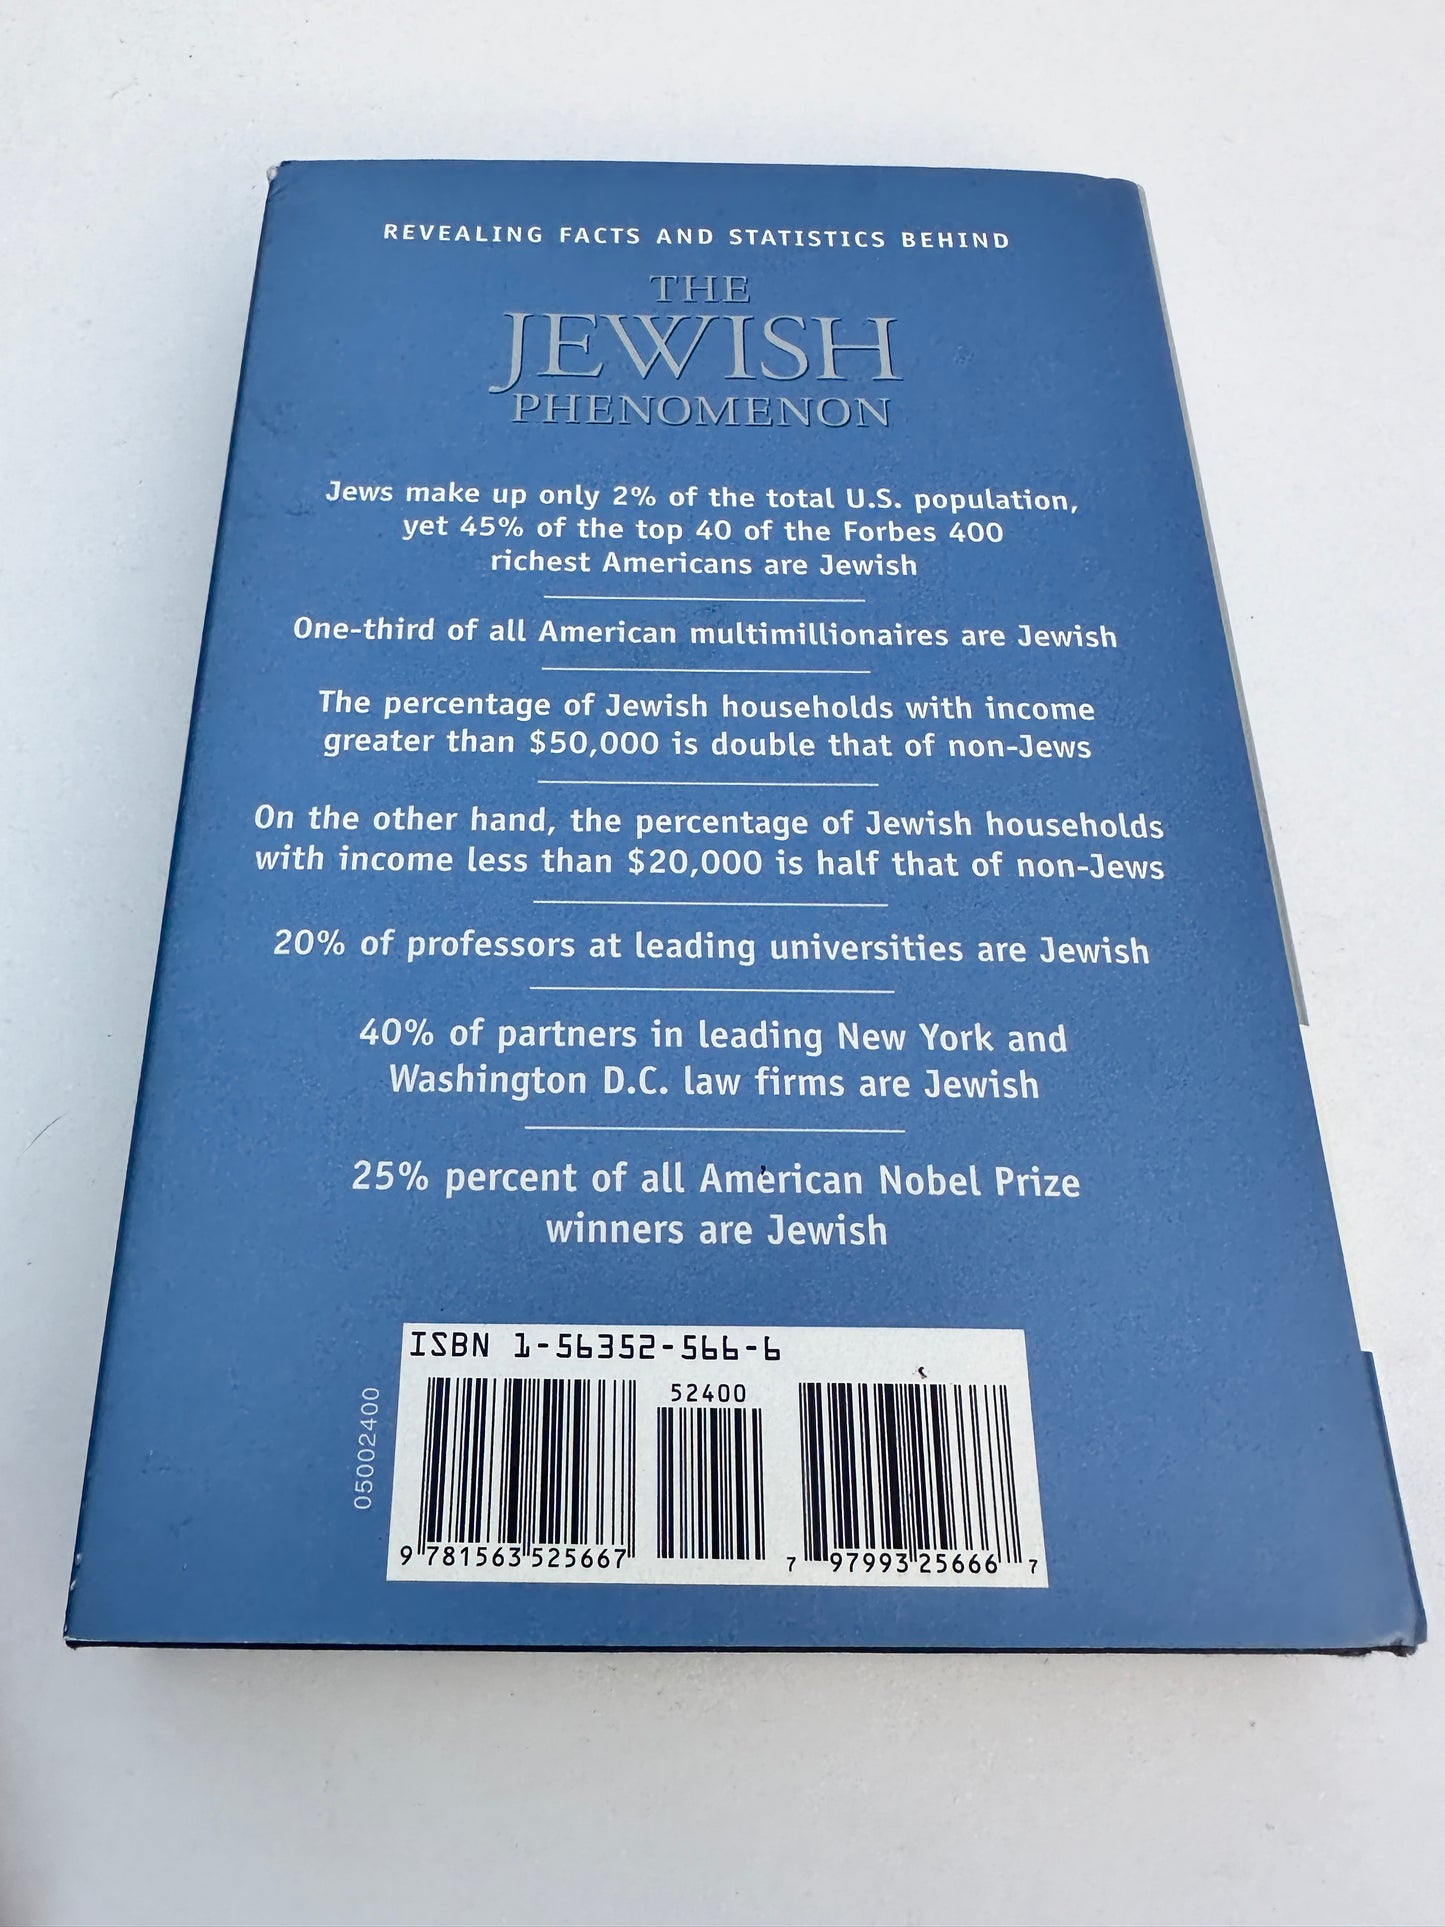 REVEALING FACTS AND STATISTICS BEHIND
THE
JEWISH
PHENOMENON
Jews make up only 2% of the total U.S. population,
yet 45% of the top 40 of the Forbes 400
richest Americans are Jewish
One-third of all American multimillionaires are Jewish
The percentage of Jewish households with income
greater than $50,000 is double that of non-Jews
On the other hand, the percentage of Jewish households
with income less than $20,000 is half that of non-Jews
20% of professors at leading universities are Jewish
40% of partners in leading New York and
Washington D.C. law firms are Jewish
25% percent of all American Nobel Prize
winners are Jewish
ISBN 1-56352-566-6
52400
05002400
9 781563 525667
7 97993 25666 7